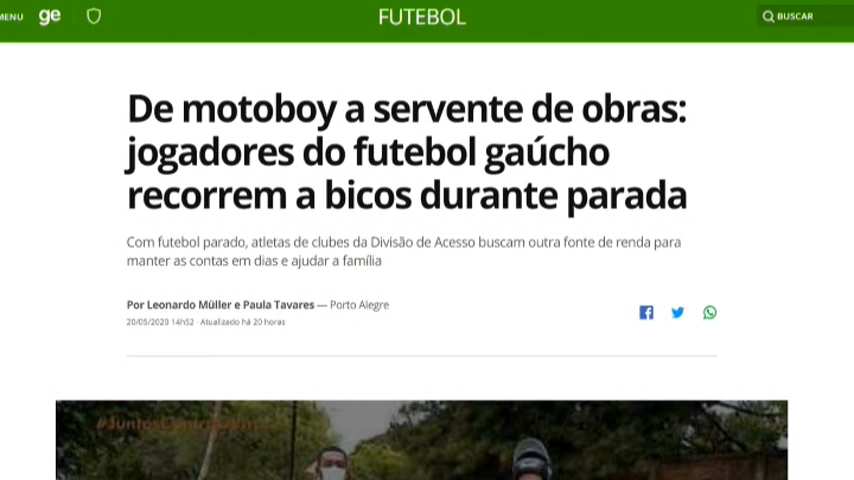 MENU ge FUTEBOL BUSCAR
De motoboy a servente de obras:
jogadores do futebol gaúcho
recorrem a bicos durante parada
Com futebol parado, atletas de clubes da Divisão de Acesso buscam outra fonte de renda para
manter as contas em dias e ajudar a família
Por Leonardo Müller e Paula Tavares — Porto Alegre
20/05/2020 14h52 · Atualizado há 20 horas
#JuntosContraOVírus